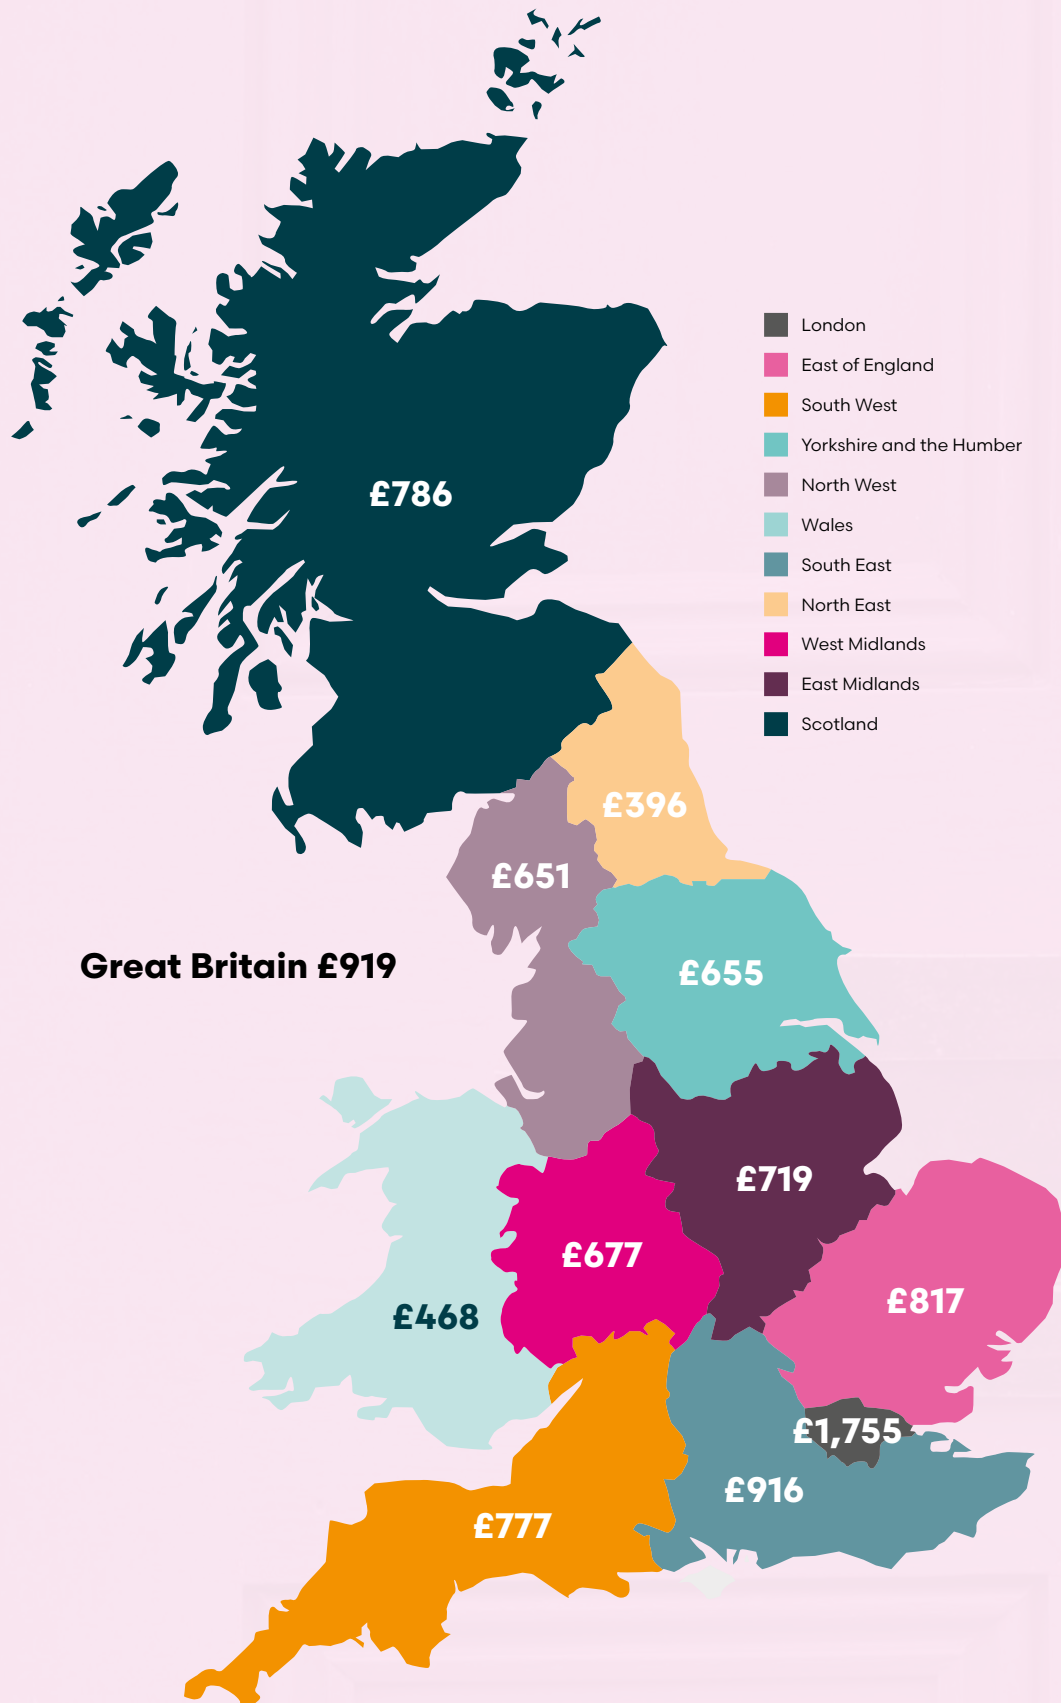 London
East of England
South West
£786
Yorkshire and the Humber
North West
Wales
South East
North East
West Midlands
East Midlands
Scotland
£396
£651
Great Britain £919
£655
£719
£677
£817
£468
£1,755
£916
£777